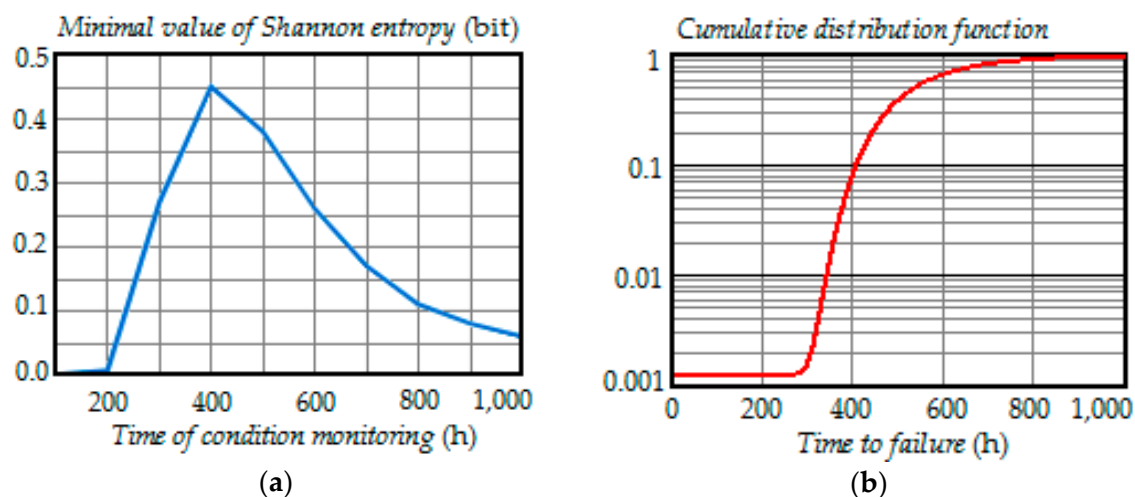 Minimal value of Shannon entropy (bit)
0.5
0.4
0.3
0.2
0.1
0.0
200 400 600 800 1,000
Time of condition monitoring (h)
(a)
Cumulative distribution function
1
0.1
0.01
0.001
0 200 400 600 800 1,000
Time to failure (h)
(b)